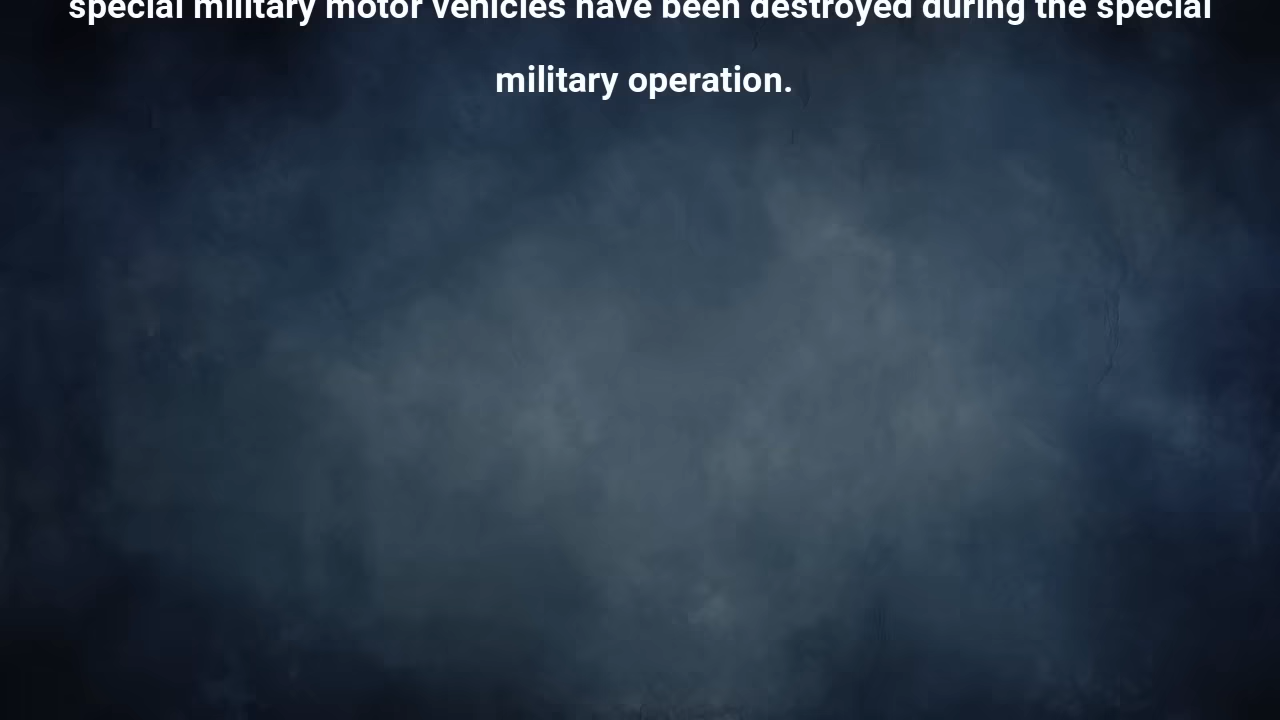 special military motor vehicles have been destroyed during the special
military operation.